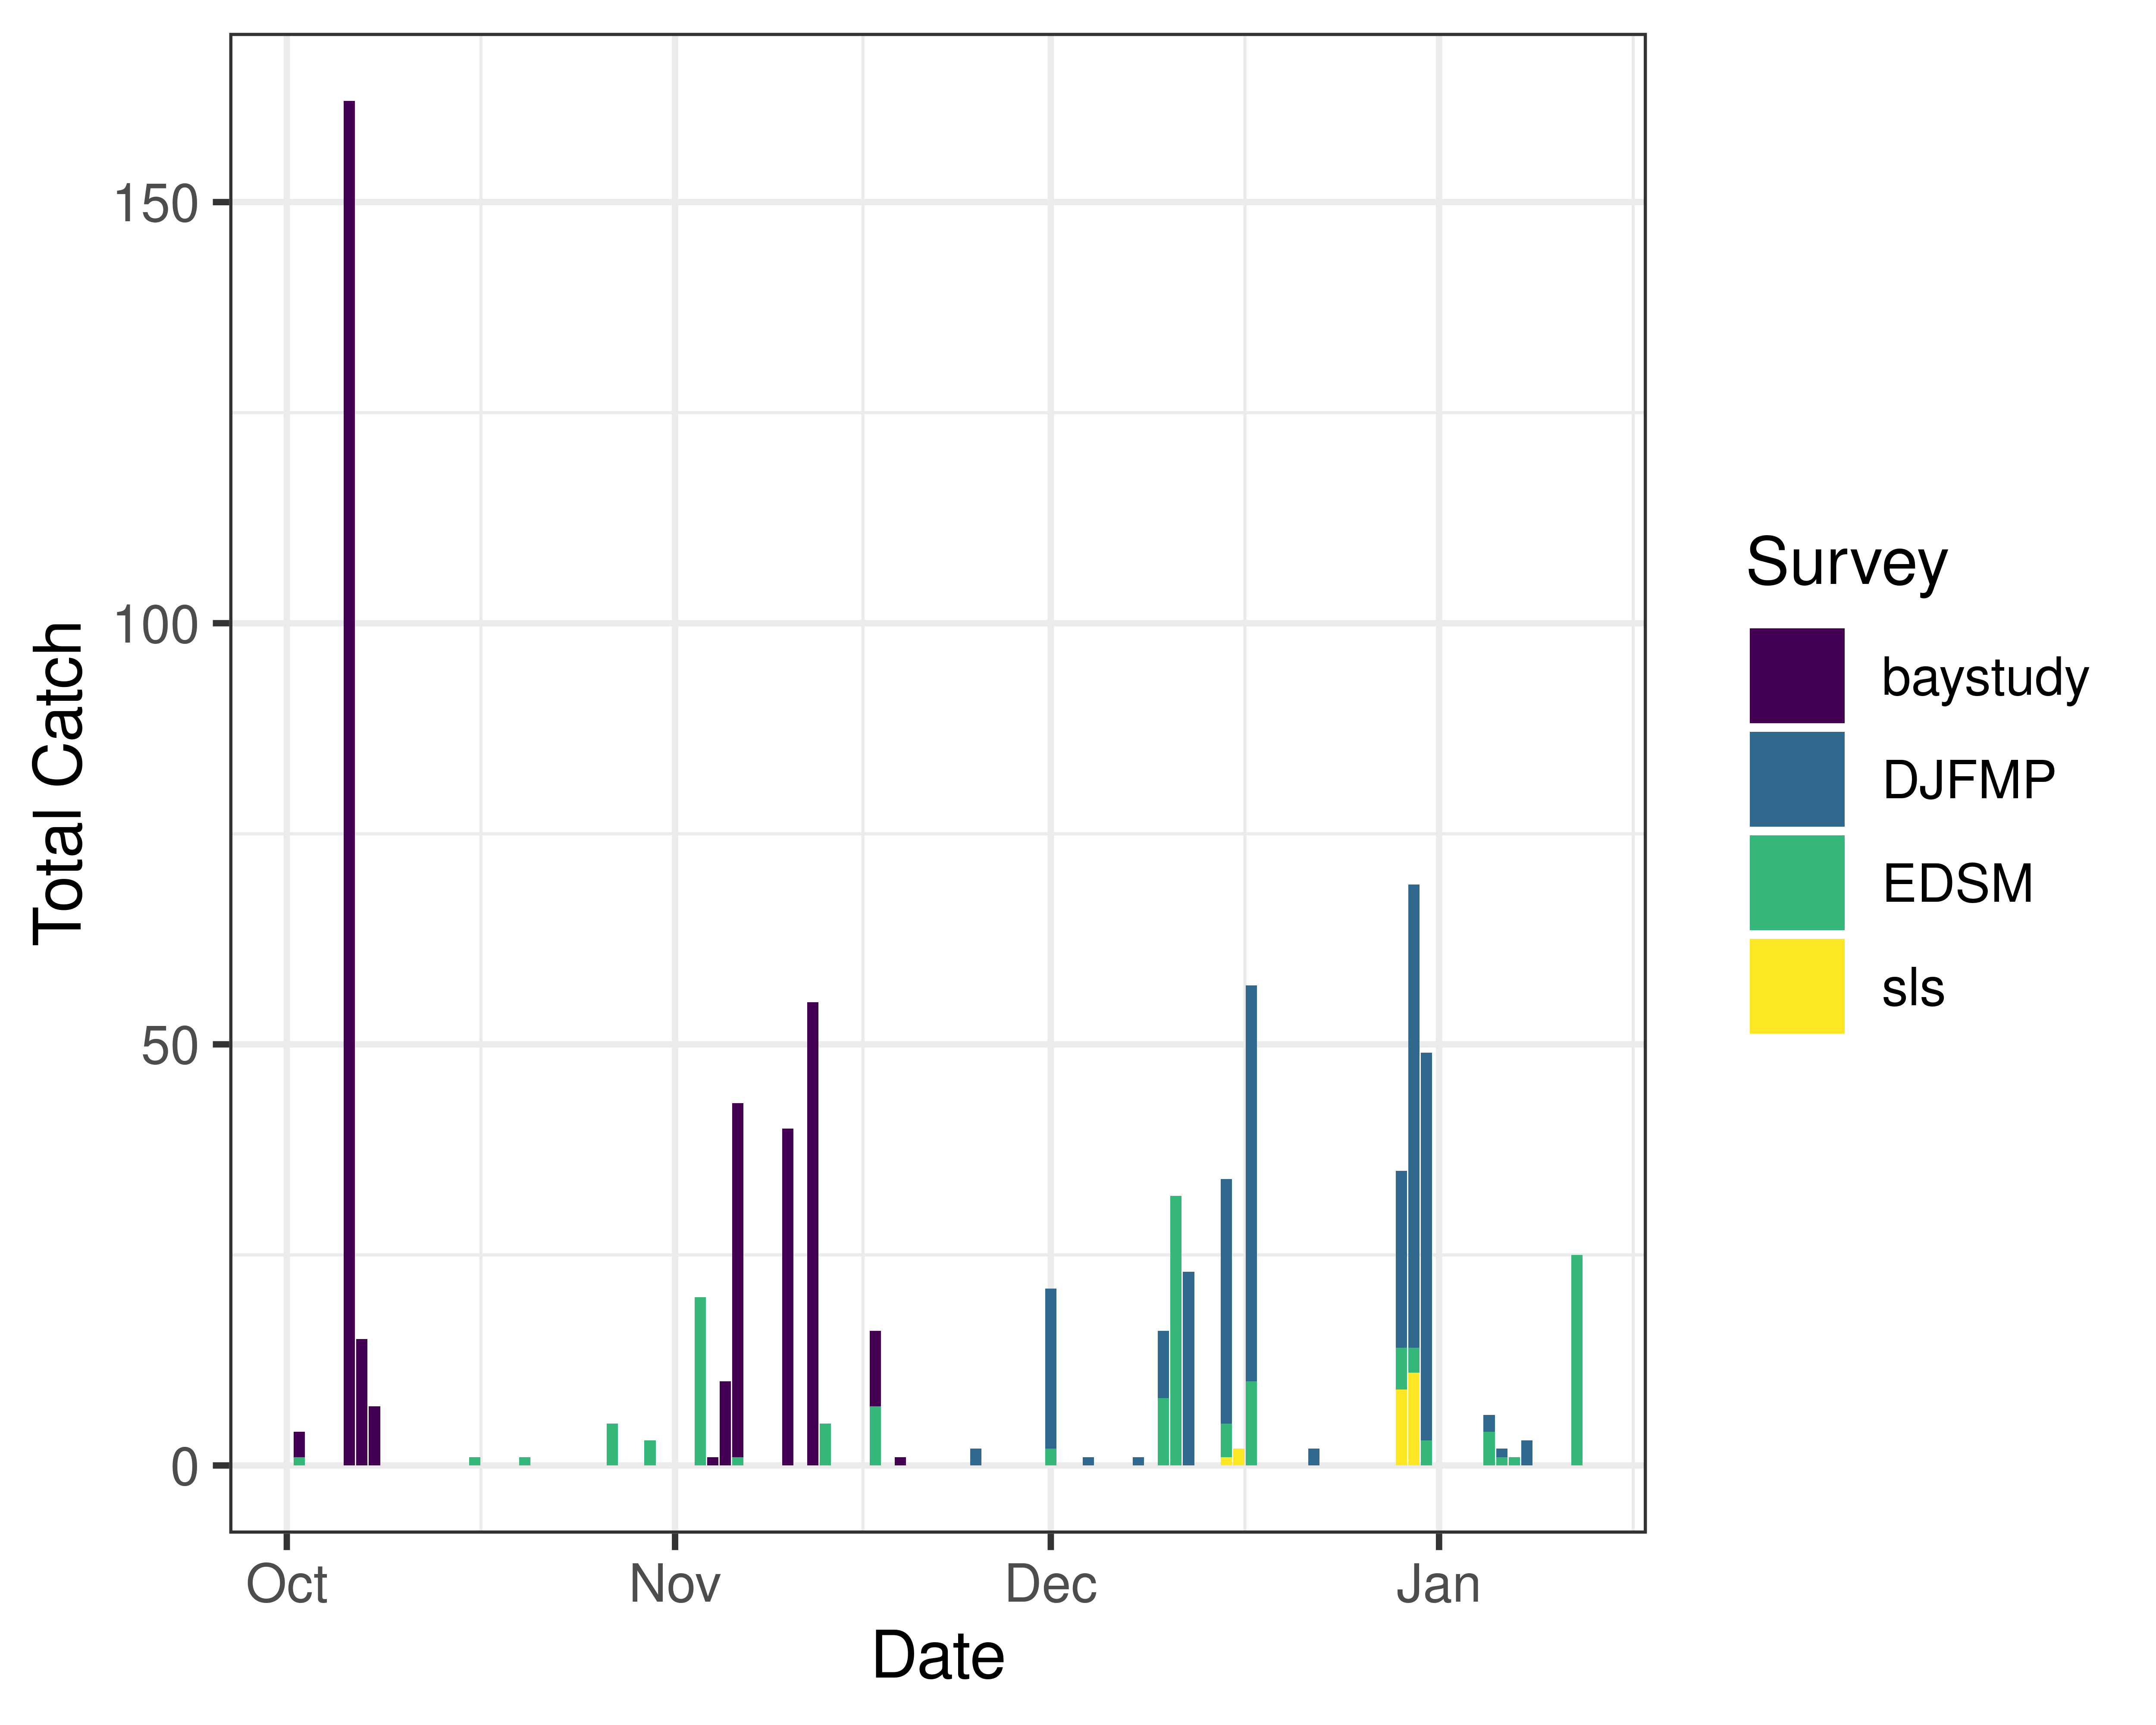 150
100
50
0
Total Catch
Oct Nov Dec Jan
Date
Survey
baystudy
DJFMP
EDSM
sls